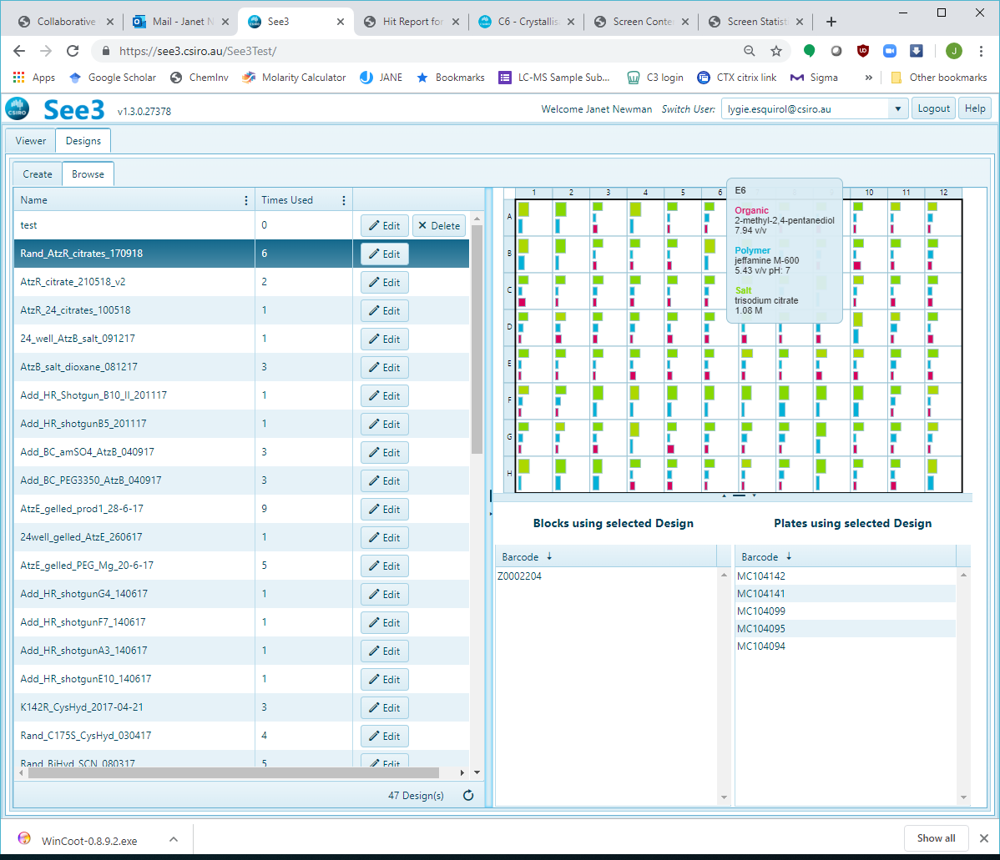 Collaborative
Mail - Janet N
See3
Hit Report for
C6 - Crystallisa
Screen Conte
Screen Statist
https://see3.csiro.au/See3Test/
J
Apps
Google Scholar
ChemInv
Molarity Calculator
JANE
Bookmarks
LC-MS Sample Sub...
C3 login
CTX citrix link
Sigma
»
Other bookmarks
CSIRO
See3 v1.3.0.27378
Welcome Janet Newman Switch User: lygie.esquirol@csiro.au Logout Help
Viewer Designs
Create Browse
Name Times Used
test 0 Edit Delete
Rand_AtzR_citrates_170918 6 Edit
AtzR_citrate_210518_v2 2 Edit
AtzR_24_citrates_100518 1 Edit
24_well_AtzB_salt_091217 1 Edit
AtzB_salt_dioxane_081217 3 Edit
Add_HR_Shotgun_B10_II_201117 1 Edit
Add_HR_shotgunB5_201117 1 Edit
Add_BC_amSO4_AtzB_040917 3 Edit
Add_BC_PEG3350_AtzB_040917 3 Edit
AtzE_gelled_prod1_28-6-17 9 Edit
24well_gelled_AtzE_260617 1 Edit
AtzE_gelled_PEG_Mg_20-6-17 5 Edit
Add_HR_shotgunG4_140617 1 Edit
Add_HR_shotgunF7_140617 1 Edit
Add_HR_shotgunA3_140617 1 Edit
Add_HR_shotgunE10_140617 1 Edit
K142R_CysHyd_2017-04-21 3 Edit
Rand_C175S_CysHyd_030417 4 Edit
Rand_BiHyd_SCN_080317 5 Edit
47 Design(s)
1 2 3 4 5 6 10 11 12
A
B
C
D
E
F
G
H
E6
Organic
2-methyl-2,4-pentanediol
7.94 v/v
Polymer
jeffamine M-600
5.43 v/v pH: 7
Salt
trisodium citrate
1.08 M
Blocks using selected Design
Barcode ↓
Z0002204
Plates using selected Design
Barcode ↓
MC104142
MC104141
MC104099
MC104095
MC104094
WinCoot-0.8.9.2.exe
Show all